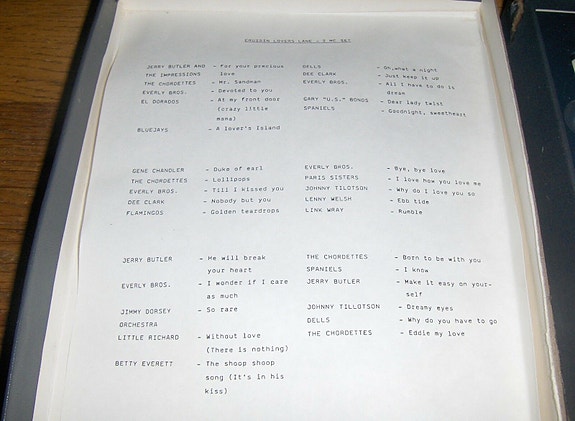 COUSIN LOVERS LANE - 3 MC SET
JERRY BUTLER AND - For your precious
THE IMPRESSIONS love
THE CHORDETTES - Mr. Sandman
EVERLY BROS. - Devoted to you
EL DORADOS - At my front door
(crazy little
mama)
BLUEJAYS - A lover's Island
DELLS - Oh,what a night
DEE CLARK - Just keep it up
EVERLY BROS. - All I have to do is
dream
GARY "U.S." BONDS - Dear lady twist
SPANIELS - Goodnight, sweetheart
GENE CHANDLER - Duke of earl
THE CHORDETTES - Lollipops
EVERLY BROS. - Till I kissed you
DEE CLARK - Nobody but you
FLAMINGOS - Golden teardrops
EVERLY BROS. - Bye, bye love
PARIS SISTERS - I love how you love me
JOHNNY TILOTSON - Why do I love you so
LENNY WELSH - Ebb tide
LINK WRAY - Rumble
JERRY BUTLER - He will break
your heart
EVERLY BROS. - I wonder if I care
as much
JIMMY DORSEY - So rare
ORCHESTRA
LITTLE RICHARD - Without love
(There is nothing)
BETTY EVERETT - The shoop shoop
song (It's in his
kiss)
THE CHORDETTES - Born to be with you
SPANIELS - I know
JERRY BUTLER - Make it easy on your-
self
JOHNNY TILLOTSON - Dreamy eyes
DELLS - Why do you have to go
THE CHORDETTES - Eddie my love